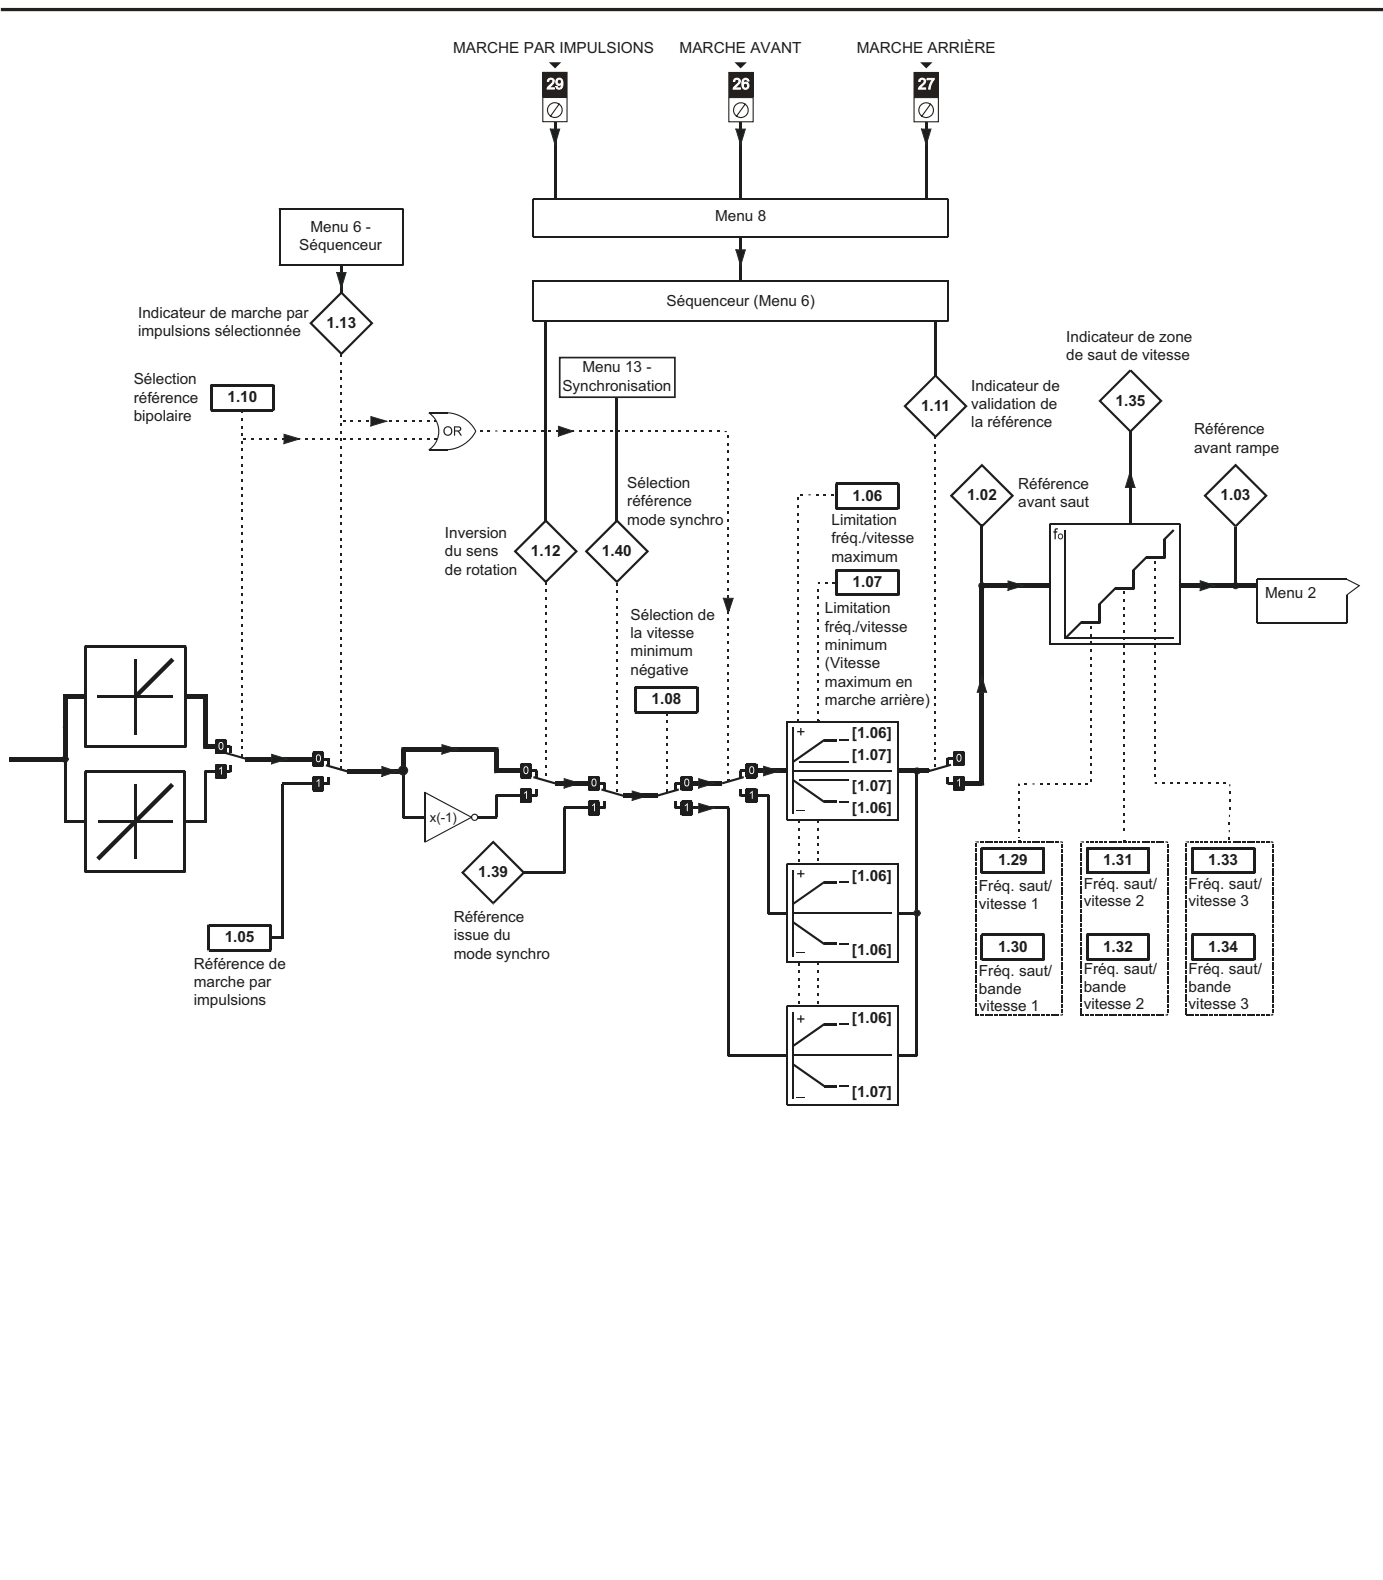 MARCHE PAR IMPULSIONS
MARCHE AVANT
MARCHE ARRIÈRE
29
26
27
Menu 8
Menu 6 -
Séquenceur
Séquenceur (Menu 6)
Indicateur de marche par
impulsions sélectionnée
1.13
Sélection
référence
bipolaire
1.10
OR
Menu 13 -
Synchronisation
Indicateur de zone
de saut de vitesse
1.35
1.11
Indicateur de
validation de
la référence
Référence
avant rampe
1.03
1.02
Référence
avant saut
Sélection
référence
mode synchro
Inversion
du sens
de rotation
1.12
1.40
1.06
Limitation
fréq./vitesse
maximum
1.07
Limitation
fréq./vitesse
minimum
(Vitesse
maximum en
marche arrière)
fo
Menu 2
Sélection de
la vitesse
minimum
négative
1.08
0
1
0
1
x(-1)
0
1
0
1
0
1
0
1
+
[1.06]
[1.07]
[1.07]
[1.06]
–
0
1
1.39
Référence
issue du
mode synchro
+
[1.06]
[1.06]
–
1.05
Référence de
marche par
impulsions
+
[1.06]
[1.07]
–
1.29
Fréq. saut/
vitesse 1
1.30
Fréq. saut/
bande
vitesse 1
1.31
Fréq. saut/
vitesse 2
1.32
Fréq. saut/
bande
vitesse 2
1.33
Fréq. saut/
vitesse 3
1.34
Fréq. saut/
bande
vitesse 3